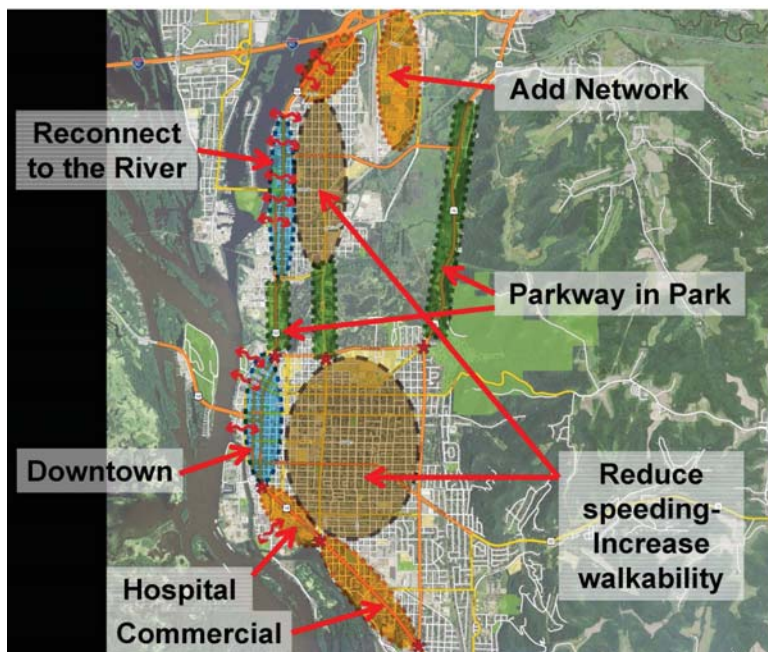 Add Network
Reconnect
to the River
Parkway in Park
Downtown
Reduce
speeding-
Increase
walkability
Hospital
Commercial